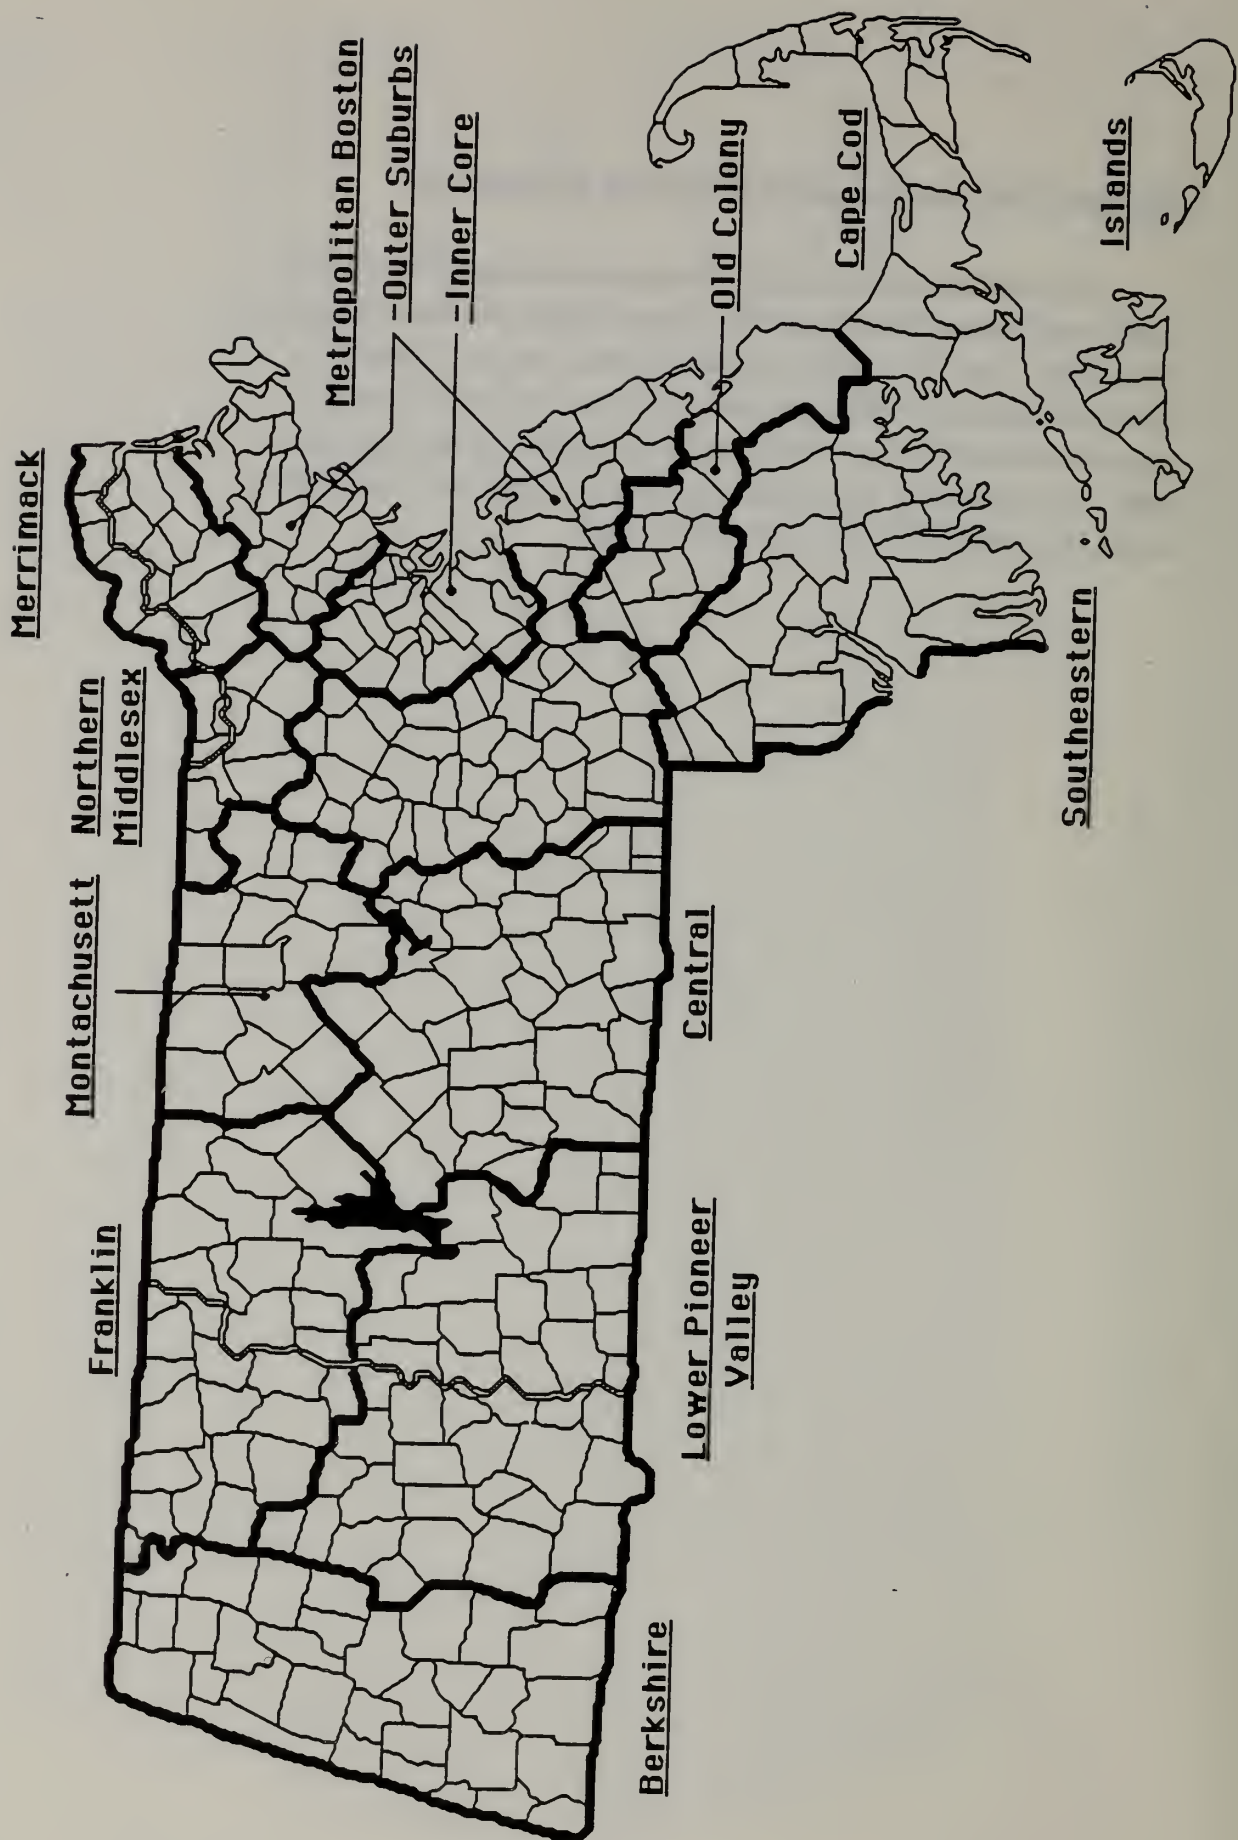 Merrimack
Northern
Middlesex
Montachusett
Franklin
Metropolitan Boston
--Outer Suburbs
--Inner Core
Old Colony
Cape Cod
Islands
Southeastern
Central
Lower Pioneer
Valley
Berkshire